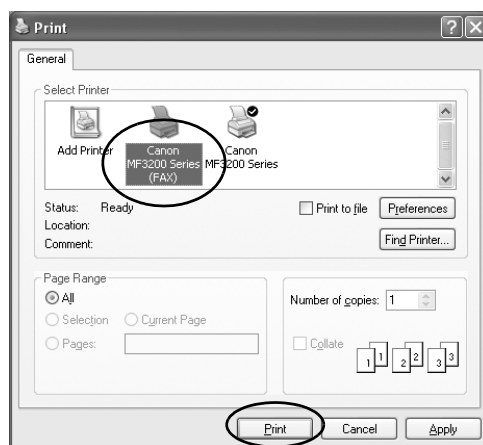 Print
General
Select Printer
Add Printer
Canon
MF3200 Series
(FAX)
Canon
MF3200 Series
Status: Ready
Location:
Comment:
Print to file
Preferences
Find Printer...
Page Range
All
Selection
Current Page
Pages:
Number of copies: 1
Collate
1 1 2 2 3 3
Print
Cancel
Apply